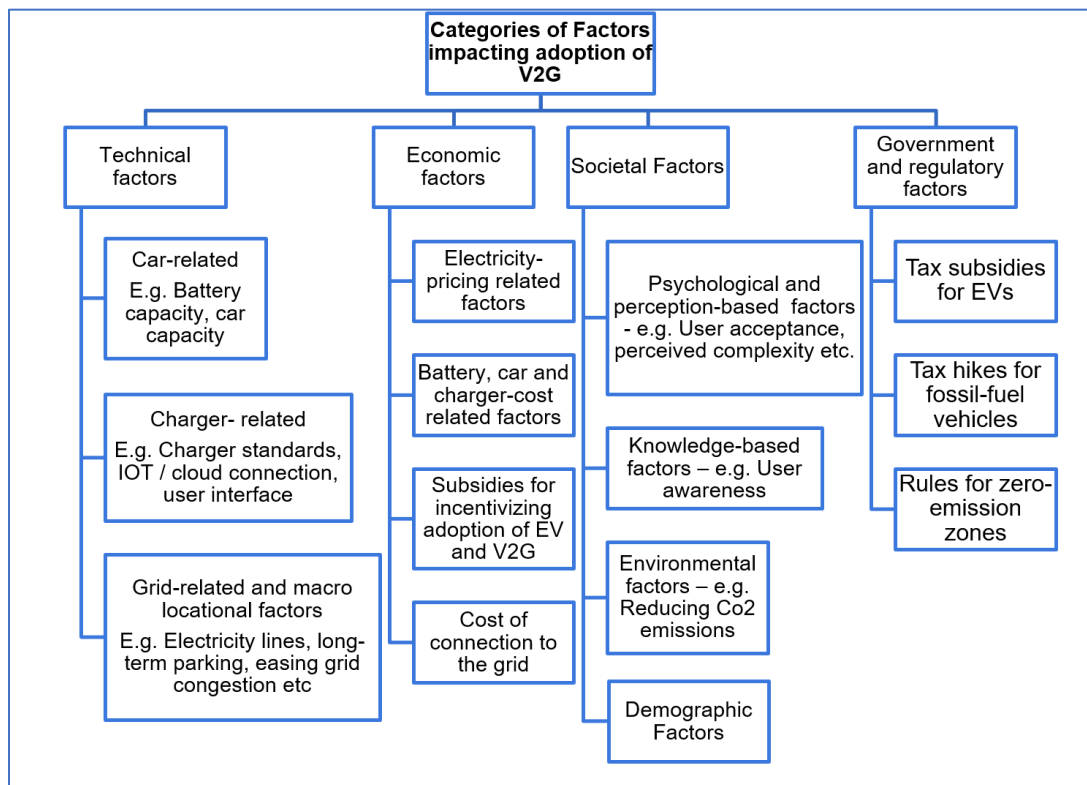 Categories of Factors
impacting adoption of
V2G
Technical
factors
Car-related
E.g. Battery
capacity, car
capacity
Charger- related
E.g. Charger standards,
IOT / cloud connection,
user interface
Grid-related and macro
locational factors
E.g. Electricity lines, long-
term parking, easing grid
congestion etc
Economic
factors
Electricity-
pricing related
factors
Battery, car and
charger-cost
related factors
Subsidies for
incentivizing
adoption of EV
and V2G
Cost of
connection to
the grid
Societal Factors
Psychological and
perception-based factors
- e.g. User acceptance,
perceived complexity etc.
Knowledge-based
factors – e.g. User
awareness
Environmental
factors – e.g.
Reducing Co2
emissions
Demographic
Factors
Government
and regulatory
factors
Tax subsidies
for EVs
Tax hikes for
fossil-fuel
vehicles
Rules for zero-
emission
zones